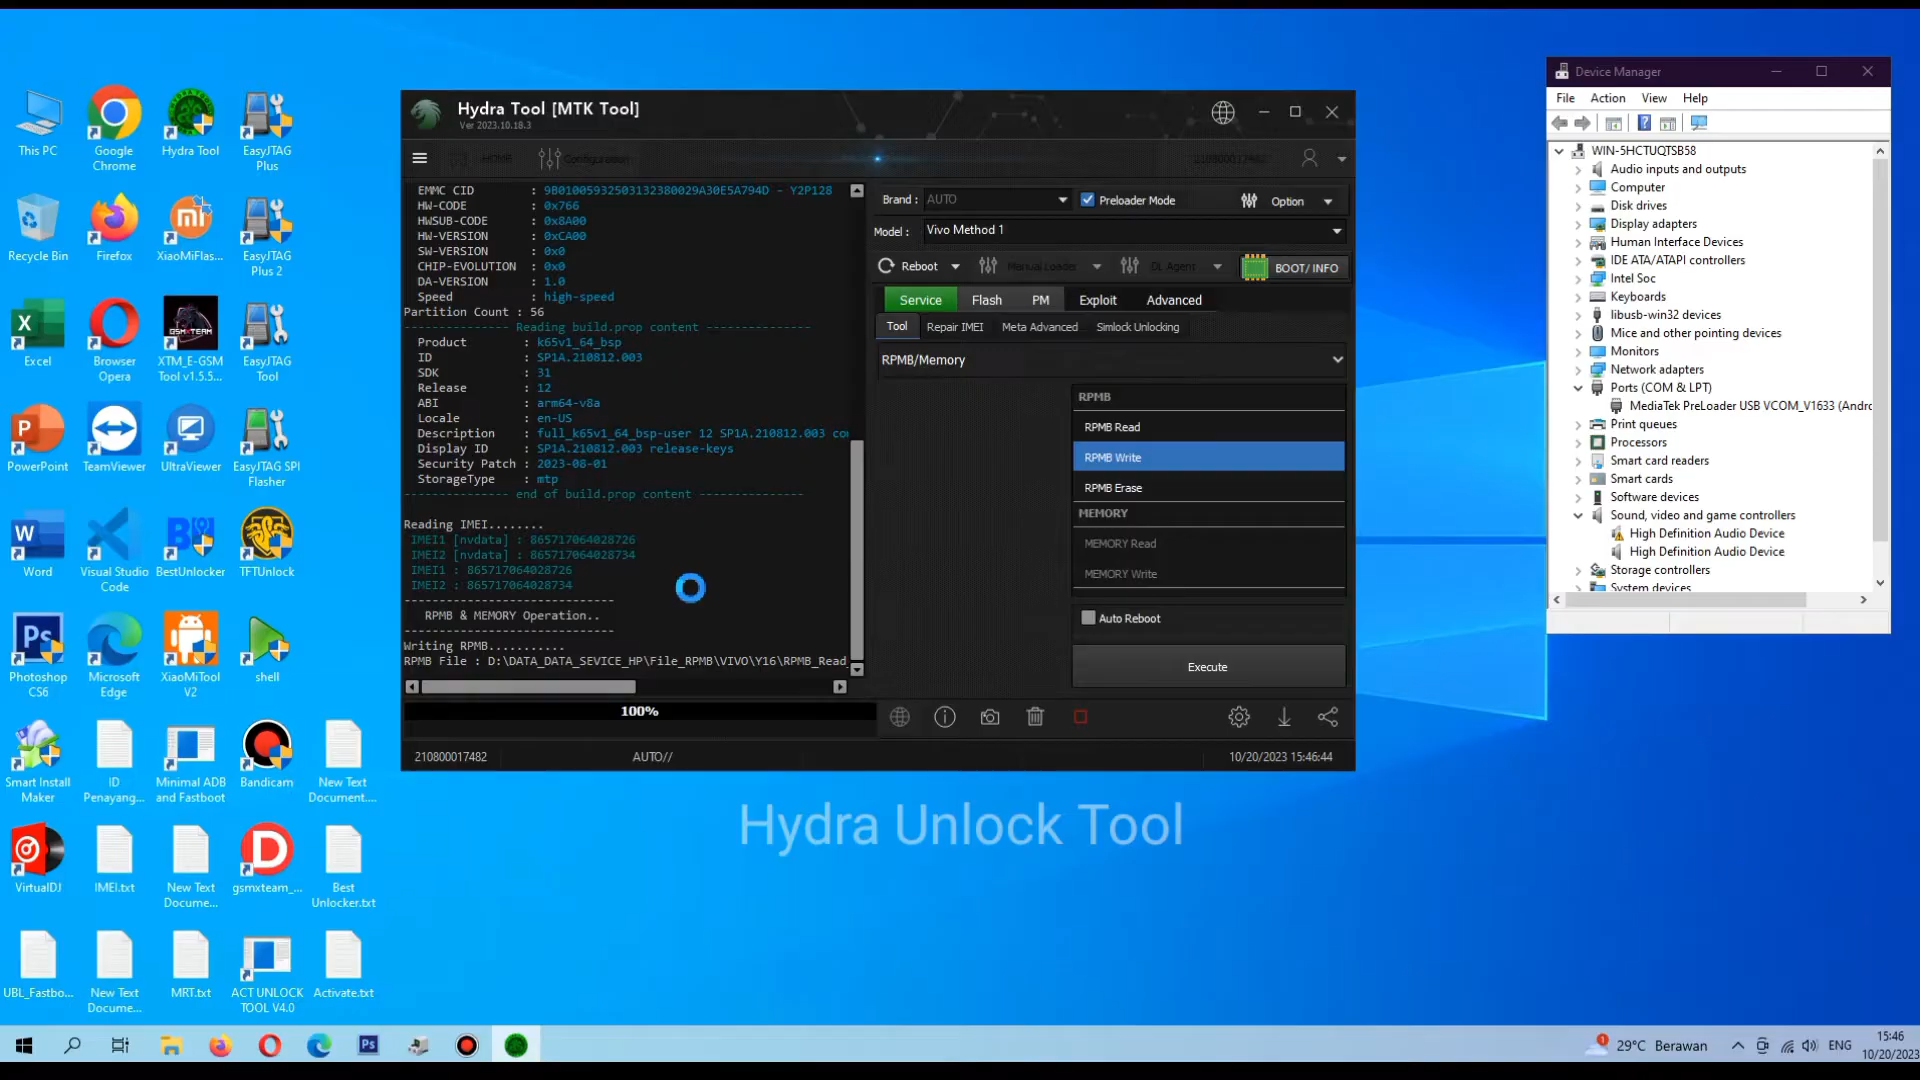 This PC
Google
Chrome
Hydra Tool
EasyJTAG
Plus
Recycle Bin
Firefox
XiaoMiFlas...
EasyJTAG
Plus 2
Excel
Browser
Opera
GSM-TEAM
XTM_E-GSM
Tool v1.5.5...
EasyJTAG
Tool
PowerPoint
TeamViewer
UltraViewer
EasyJTAG SPI
Flasher
Word
Visual Studio
Code
BestUnlocker
TFTUnlock
Photoshop
CS6
Microsoft
Edge
XiaoMiTool
V2
shell
Smart Install
Maker
ID
Penayang...
Minimal ADB
and Fastboot
Bandicam
New Text
Document....
VirtualDJ
IMEI.txt
New Text
Docume...
gsmxteam_...
Best
Unlocker.txt
UBL_Fastbo...
New Text
Docume...
MRT.txt
ACT UNLOCK
TOOL V4.0
Activate.txt
Hydra Tool [MTK Tool]
Ver 2023.10.18.3
HOME
Configuration
210800017482
EMMC CID : 9B0100593250313238002 9A30E5A794D - Y2P128
HW-CODE : 0x766
HWSUB-CODE : 0x8A00
HW-VERSION : 0xCA00
SW-VERSION : 0x0
CHIP-EVOLUTION : 0x0
DA-VERSION : 1.0
Speed : high-speed
Partition Count : 56
-------------- Reading build.prop content --------------
Product : k65v1_64_bsp
ID : SP1A.210812.003
SDK : 31
Release : 12
ABI : arm64-v8a
Locale : en-US
Description : full_k65v1_64_bsp-user 12 SP1A.210812.003 co
Display ID : SP1A.210812.003 release-keys
Security Patch : 2023-08-01
StorageType : mtp
-------------- end of build.prop content --------------
Reading IMEI........
IMEI1 [nvdata] : 865717064028726
IMEI2 [nvdata] : 865717064028734
IMEI1 : 865717064028726
IMEI2 : 865717064028734
----------------------------
RPMB & MEMORY Operation..
----------------------------
Writing RPMB...........
RPMB File : D:\DATA_DATA_SEVICE_HP\File_RPMB\VIVO\Y16\RPMB_Read_
100%
210800017482
AUTO//
10/20/2023 15:46:44
Brand : AUTO
Preloader Mode
Option
Model : Vivo Method 1
Reboot
Manual Loader
DL Agent
BOOT/ INFO
Service
Flash
PM
Exploit
Advanced
Tool
Repair IMEI
Meta Advanced
Simlock Unlocking
RPMB/Memory
RPMB
RPMB Read
RPMB Write
RPMB Erase
MEMORY
MEMORY Read
MEMORY Write
Auto Reboot
Execute
Hydra Unlock Tool
Device Manager
File Action View Help
WIN-5HCTUQTSB58
Audio inputs and outputs
Computer
Disk drives
Display adapters
Human Interface Devices
IDE ATA/ATAPI controllers
Intel Soc
Keyboards
libusb-win32 devices
Mice and other pointing devices
Monitors
Network adapters
Ports (COM & LPT)
MediaTek PreLoader USB VCOM_V1633 (Andro
Print queues
Processors
Smart card readers
Smart cards
Software devices
Sound, video and game controllers
High Definition Audio Device
High Definition Audio Device
Storage controllers
System devices
29°C Berawan
ENG
15:46
10/20/2023